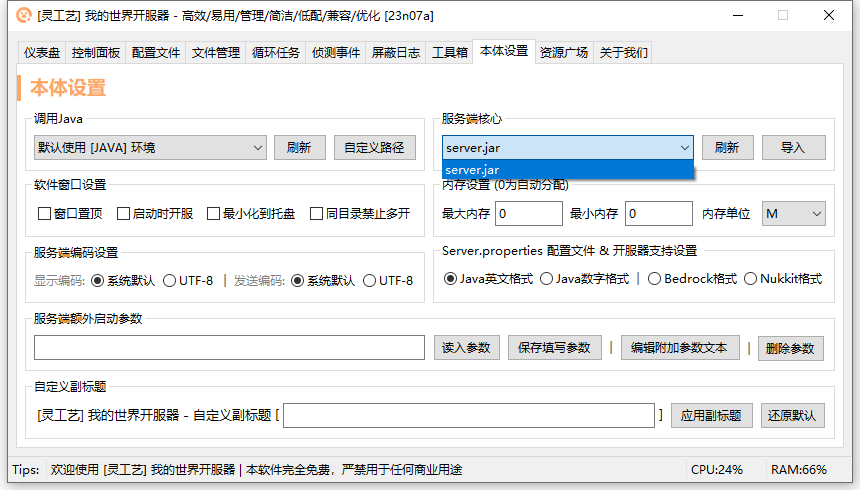 [灵工艺] 我的世界开服器 - 高效/易用/管理/简洁/低配/兼容/优化 [23n07a]
仪表盘 控制面板 配置文件 文件管理 循环任务 侦测事件 屏蔽日志 工具箱 本体设置 资源广场 关于我们
本体设置
调用Java
默认使用 [JAVA] 环境 刷新 自定义路径
服务端核心
server.jar 刷新 导入
server.jar
软件窗口设置
窗口置顶 启动时开服 最小化到托盘 同目录禁止多开
内存设置 (0为自动分配)
最大内存 0 最小内存 0 内存单位 M
服务端编码设置
显示编码: 系统默认 UTF-8 | 发送编码: 系统默认 UTF-8
Server.properties 配置文件 & 开服器支持设置
Java英文格式 Java数字格式 | Bedrock格式 Nukkit格式
服务端额外启动参数
读入参数 保存填写参数 | 编辑附加参数文本 | 删除参数
自定义副标题
[灵工艺] 我的世界开服器 - 自定义副标题 [ ] 应用副标题 还原默认
Tips: 欢迎使用 [灵工艺] 我的世界开服器 | 本软件完全免费，严禁用于任何商业用途 CPU:24% RAM:66%